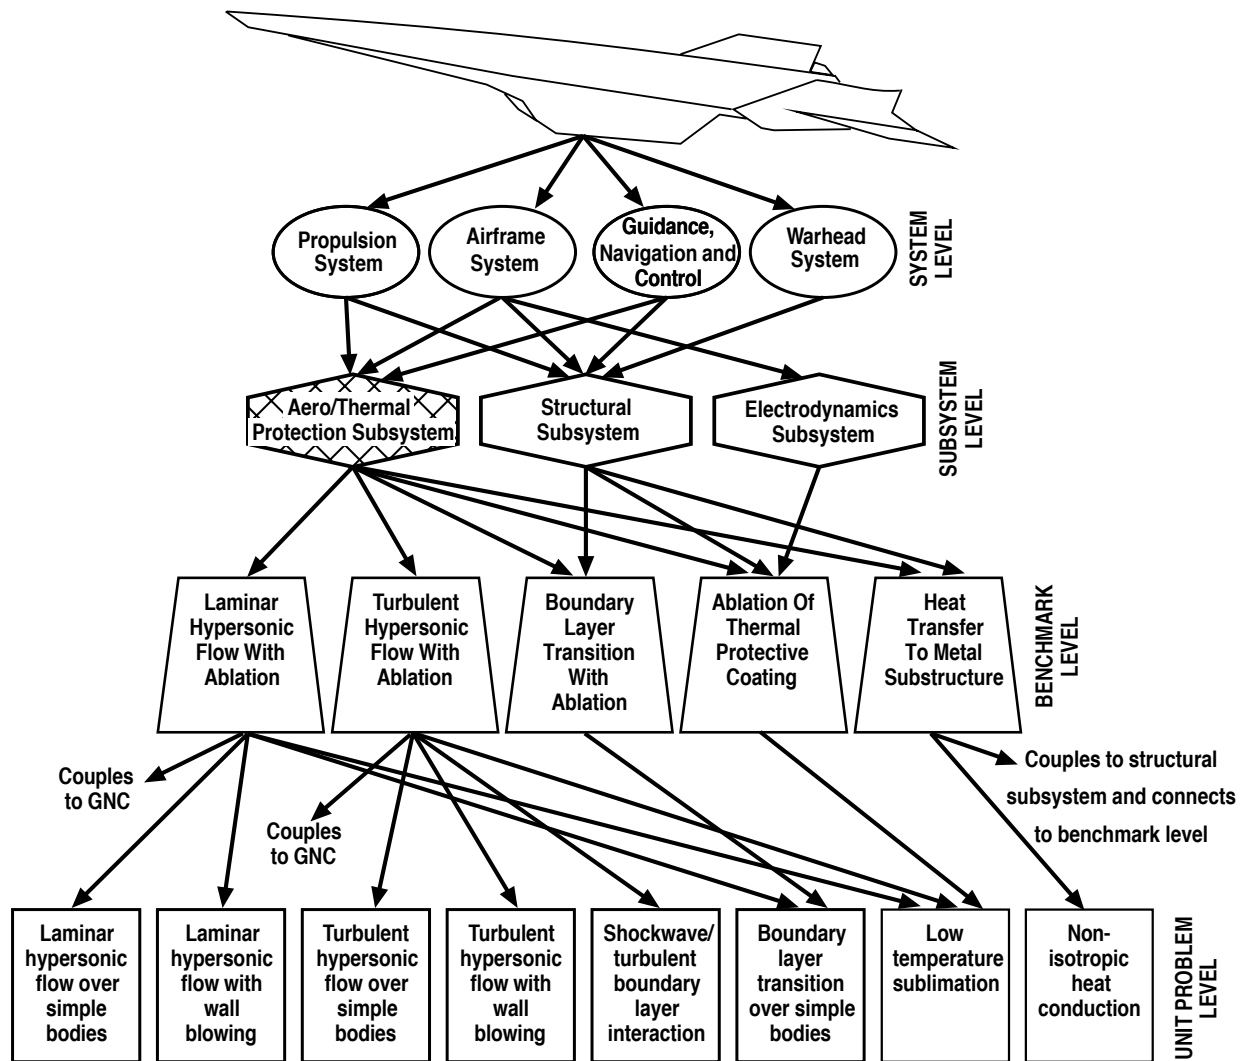 Propulsion
System
Airframe
System
Guidance,
Navigation and
Control
Warhead
System
SYSTEM
LEVEL
Aero/Thermal
Protection Subsystem
Structural
Subsystem
Electrodynamics
Subsystem
SUBSYSTEM
LEVEL
Laminar
Hypersonic
Flow With
Ablation
Turbulent
Hypersonic
Flow With
Ablation
Boundary
Layer
Transition
With
Ablation
Ablation Of
Thermal
Protective
Coating
Heat
Transfer
To Metal
Substructure
BENCHMARK
LEVEL
Couples
to GNC
Couples
to GNC
Couples to structural
subsystem and connects
to benchmark level
Laminar
hypersonic
flow over
simple
bodies
Laminar
hypersonic
flow with
wall
blowing
Turbulent
hypersonic
flow over
simple
bodies
Turbulent
hypersonic
flow with
wall
blowing
Shockwave/
turbulent
boundary
layer
interaction
Boundary
layer
transition
over simple
bodies
Low
temperature
sublimation
Non-
isotropic
heat
conduction
UNIT PROBLEM
LEVEL